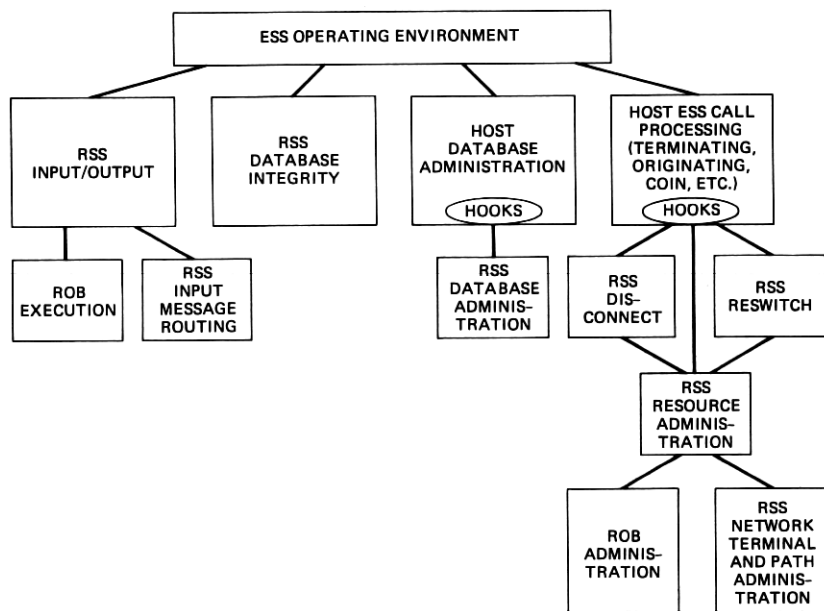 ESS OPERATING ENVIRONMENT
RSS
INPUT/OUTPUT
RSS
DATABASE
INTEGRITY
HOST
DATABASE
ADMINISTRATION
HOOKS
HOST ESS CALL
PROCESSING
(TERMINATING,
ORIGINATING,
COIN, ETC.)
HOOKS
ROB
EXECUTION
RSS
INPUT
MESSAGE
ROUTING
RSS
DATABASE
ADMINIS-
TRATION
RSS
DIS-
CONNECT
RSS
RESWITCH
RSS
RESOURCE
ADMINIS-
TRATION
ROB
ADMINIS-
TRATION
RSS
NETWORK
TERMINAL
AND PATH
ADMINIS-
TRATION